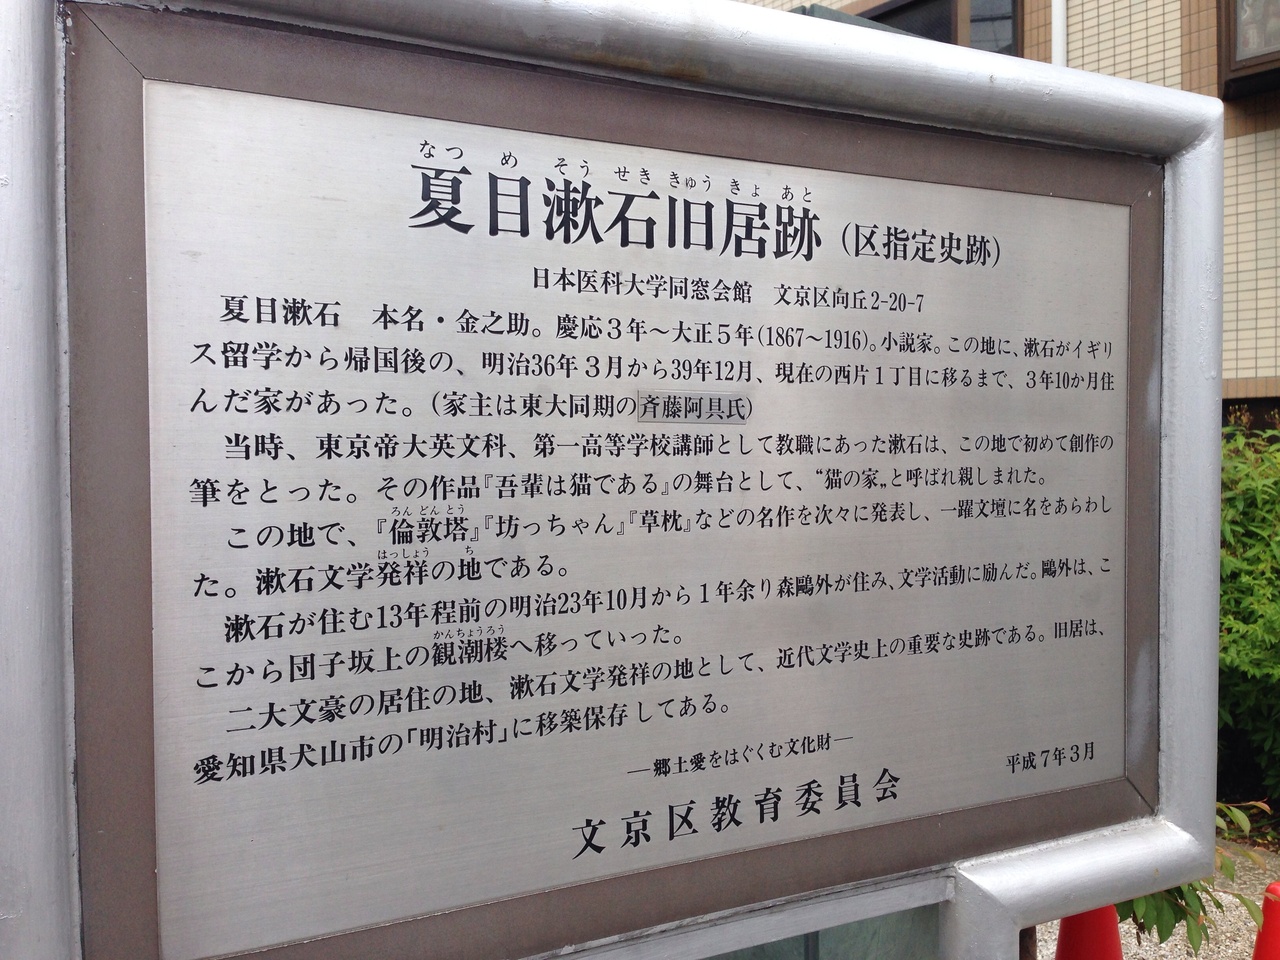 なつ め そう せき きゅう きょ あと
夏目漱石旧居跡（区指定史跡）
日本医科大学同窓会館　文京区向丘2-20-7
夏目漱石　本名・金之助。慶応3年～大正5年(1867～1916)。小説家。この地に、漱石がイギリ
ス留学から帰国後の、明治36年3月から39年12月、現在の西片1丁目に移るまで、3年10か月住
んだ家があった。（家主は東大同期の斉藤阿具氏）
当時、東京帝大英文科、第一高等学校講師として教職にあった漱石は、この地で初めて創作の
筆をとった。その作品『吾輩は猫である』の舞台として、“猫の家„と呼ばれ親しまれた。
ろん どん とう
この地で、『倫敦塔』『坊っちゃん』『草枕』などの名作を次々に発表し、一躍文壇に名をあらわし
はっしょう ち
た。漱石文学発祥の地である。
漱石が住む13年程前の明治23年10月から1年余り森鷗外が住み、文学活動に励んだ。鷗外は、こ
かんちょうろう
こから団子坂上の観潮楼へ移っていった。
二大文豪の居住の地、漱石文学発祥の地として、近代文学史上の重要な史跡である。旧居は、
愛知県犬山市の「明治村」に移築保存してある。
―郷土愛をはぐくむ文化財―
文京区教育委員会　平成7年3月